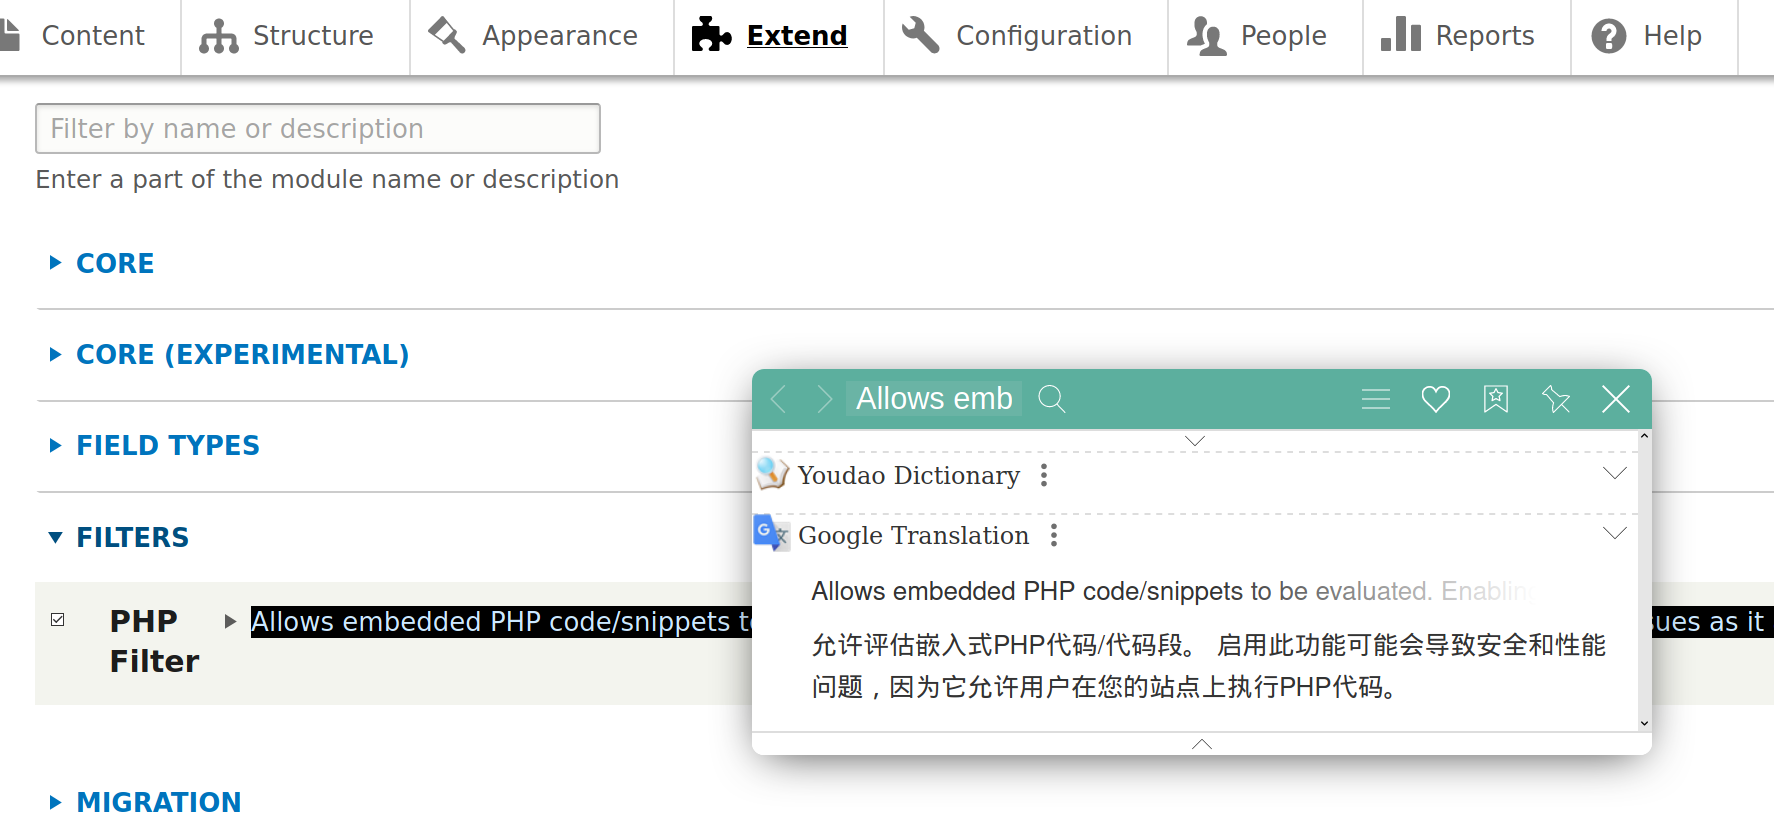 Content Structure Appearance Extend Configuration People Reports Help
Filter by name or description
Enter a part of the module name or description
CORE
CORE (EXPERIMENTAL)
FIELD TYPES
FILTERS
PHP Filter
Allows embedded PHP code/snippets
sues as it
MIGRATION
Allows emb
Youdao Dictionary
Google Translation
Allows embedded PHP code/snippets to be evaluated. Enabling
允许评估嵌入式PHP代码/代码段。 启用此功能可能会导致安全和性能
问题，因为它允许用户在您的站点上执行PHP代码。